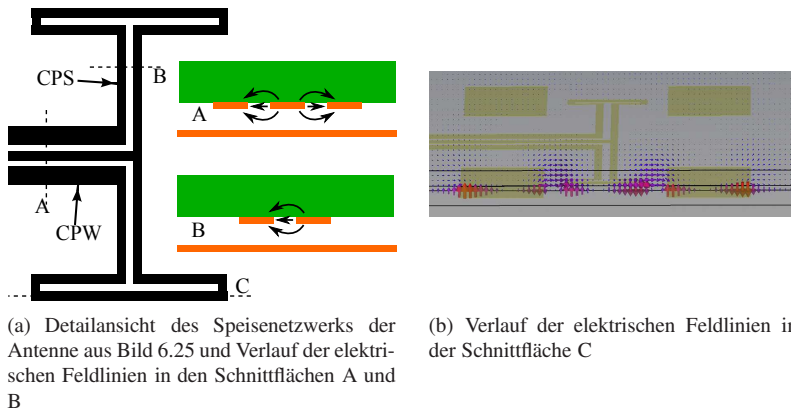 CPS
B
A
CPW
C
A
B
(a) Detailansicht des Speisenetzwerks der
Antenne aus Bild 6.25 und Verlauf der elektri-
schen Feldlinien in den Schnittflächen A und
B
(b) Verlauf der elektrischen Feldlinien in
der Schnittfläche C